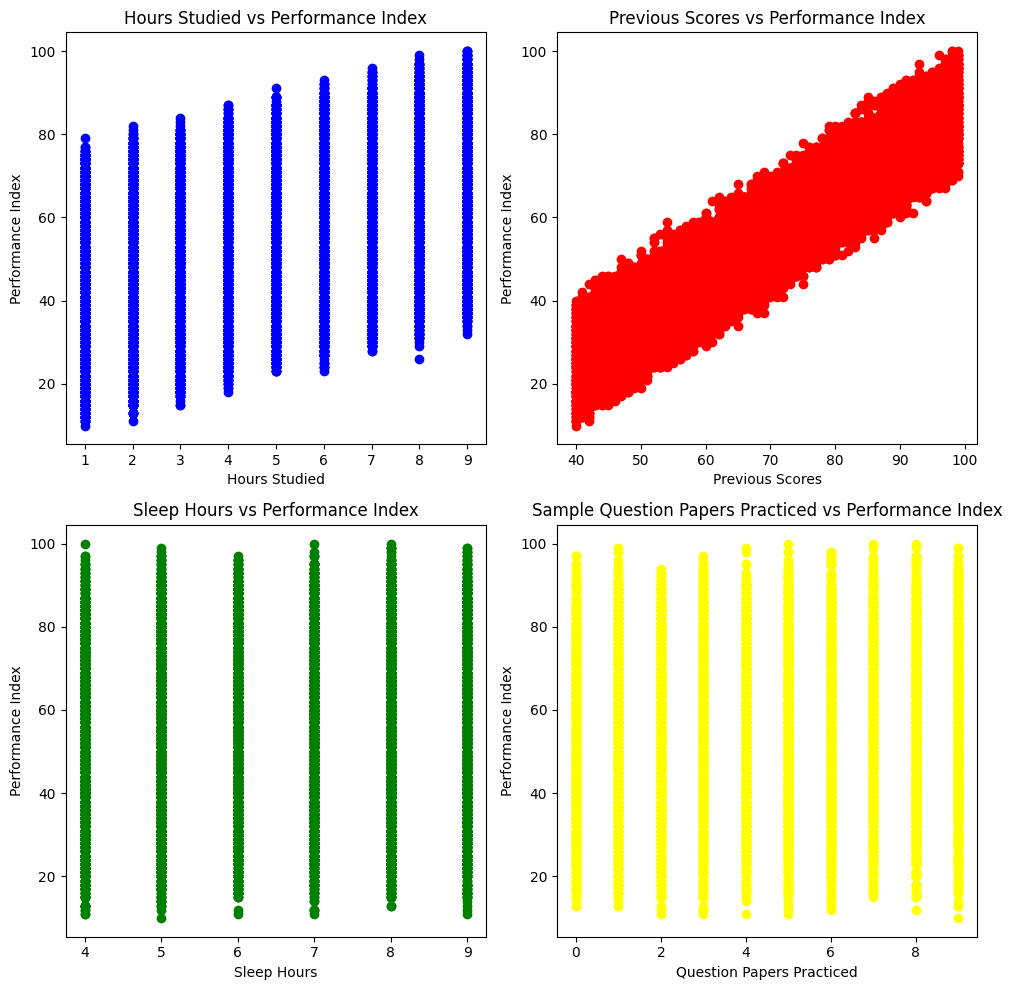 Hours Studied vs Performance Index
Performance Index
100
80
60
40
20
1 2 3 4 5 6 7 8 9
Hours Studied
Previous Scores vs Performance Index
Performance Index
100
80
60
40
20
40 50 60 70 80 90 100
Previous Scores
Sleep Hours vs Performance Index
Performance Index
100
80
60
40
20
4 5 6 7 8 9
Sleep Hours
Sample Question Papers Practiced vs Performance Index
Performance Index
100
80
60
40
20
0 2 4 6 8
Question Papers Practiced